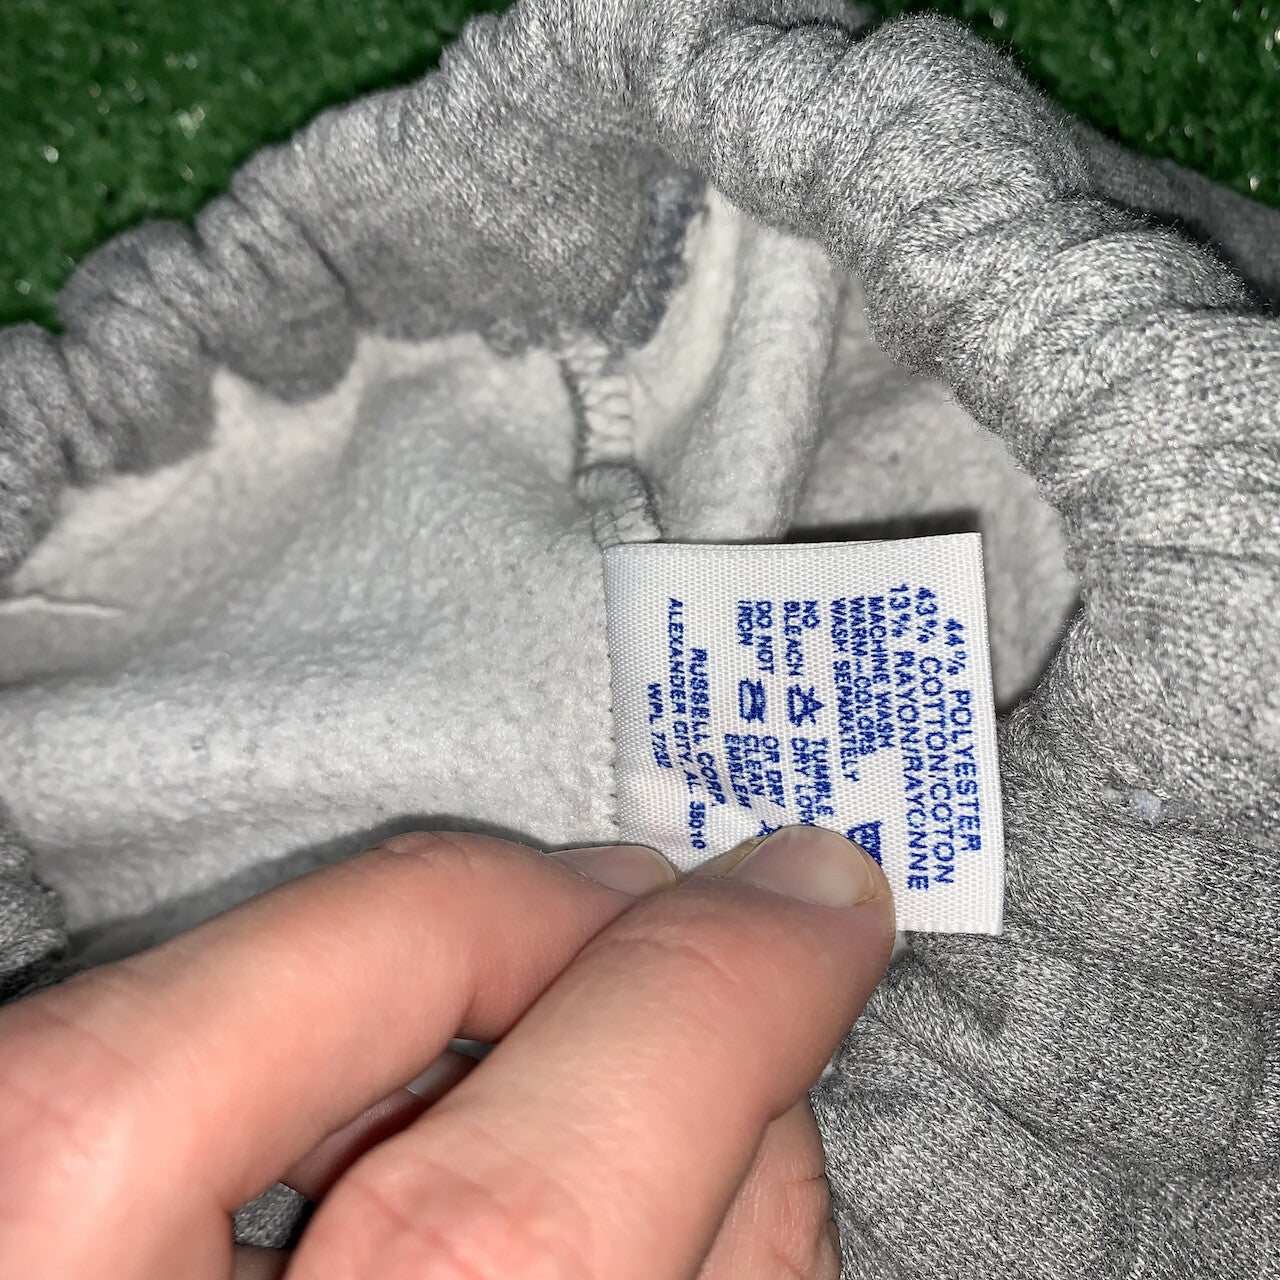 44% POLYESTER
43% COTTON/COTON
13% RAYON/RAYONNE
MACHINE WASH
WARM-COLORS
WASH SEPARATELY
NO BLEACH
TUMBLE DRY LOW
DO NOT IRON
OR DRY CLEAN EMBLEM
RUSSELL CORP.
ALEXANDER CITY, AL 35010
WPL 7782